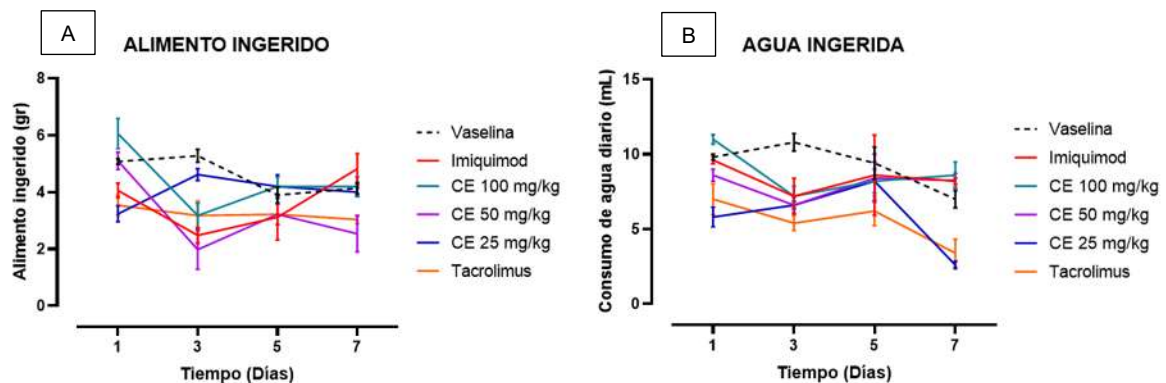 A
ALIMENTO INGERIDO
Alimento ingerido (gr)
8
6
4
2
0
1
3
5
7
Tiempo (Días)
Vaselina
Imiquimod
CE 100 mg/kg
CE 50 mg/kg
CE 25 mg/kg
Tacrolimus
B
AGUA INGERIDA
Consumo de agua diario (mL)
15
10
5
0
1
3
5
7
Tiempo (Días)
Vaselina
Imiquimod
CE 100 mg/kg
CE 50 mg/kg
CE 25 mg/kg
Tacrolimus